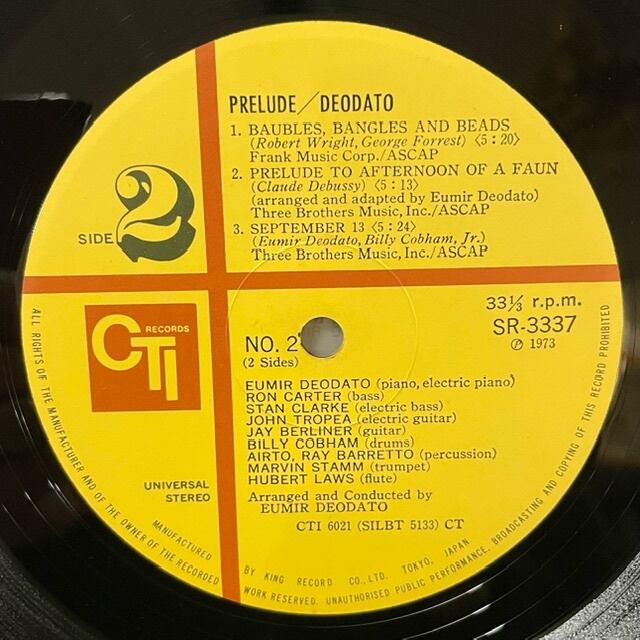 PRELUDE/DEODATO
1. BAUBLES, BANGLES AND BEADS
(Robert Wright, George Forrest) 〈5:20〉
Frank Music Corp./ASCAP
2. PRELUDE TO AFTERNOON OF A FAUN
(Claude Debussy) 〈5:13〉
(arranged and adapted by Eumir Deodato)
Three Brothers Music, Inc./ASCAP
3. SEPTEMBER 13 〈5:24〉
(Eumir Deodato, Billy Cobham, Jr.)
Three Brothers Music, Inc./ASCAP
SIDE 2
CTI RECORDS
33⅓ r.p.m.
SR-3337
℗ 1973
NO. 2
(2 Sides)
EUMIR DEODATO (piano, electric piano)
RON CARTER (bass)
STAN CLARKE (electric bass)
JOHN TROPEA (electric guitar)
JAY BERLINER (guitar)
BILLY COBHAM (drums)
AIRTO, RAY BARRETTO (percussion)
MARVIN STAMM (trumpet)
HUBERT LAWS (flute)
Arranged and Conducted by
EUMIR DEODATO
CTI 6021 (SILBT 5133) CT
UNIVERSAL
STEREO
MANUFACTURED BY KING RECORD CO., LTD. TOKYO, JAPAN
ALL RIGHTS OF THE MANUFACTURER AND OF THE OWNER OF THE RECORDED WORK RESERVED. UNAUTHORISED PUBLIC PERFORMANCE, BROADCASTING AND COPYING OF THIS RECORD PROHIBITED